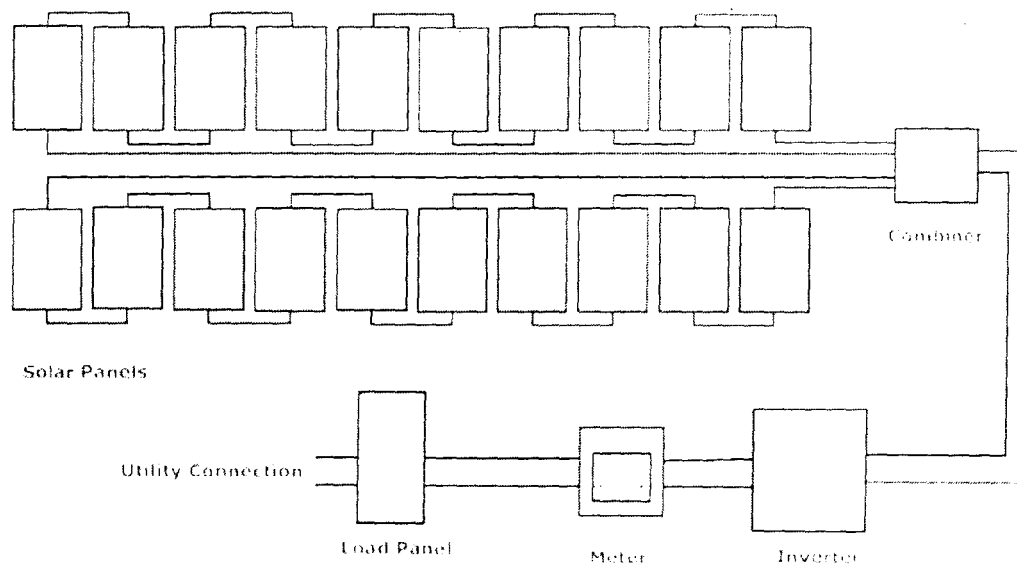 Combiner
Solar Panels
Utility Connection
Load Panel
Meter
Inverter